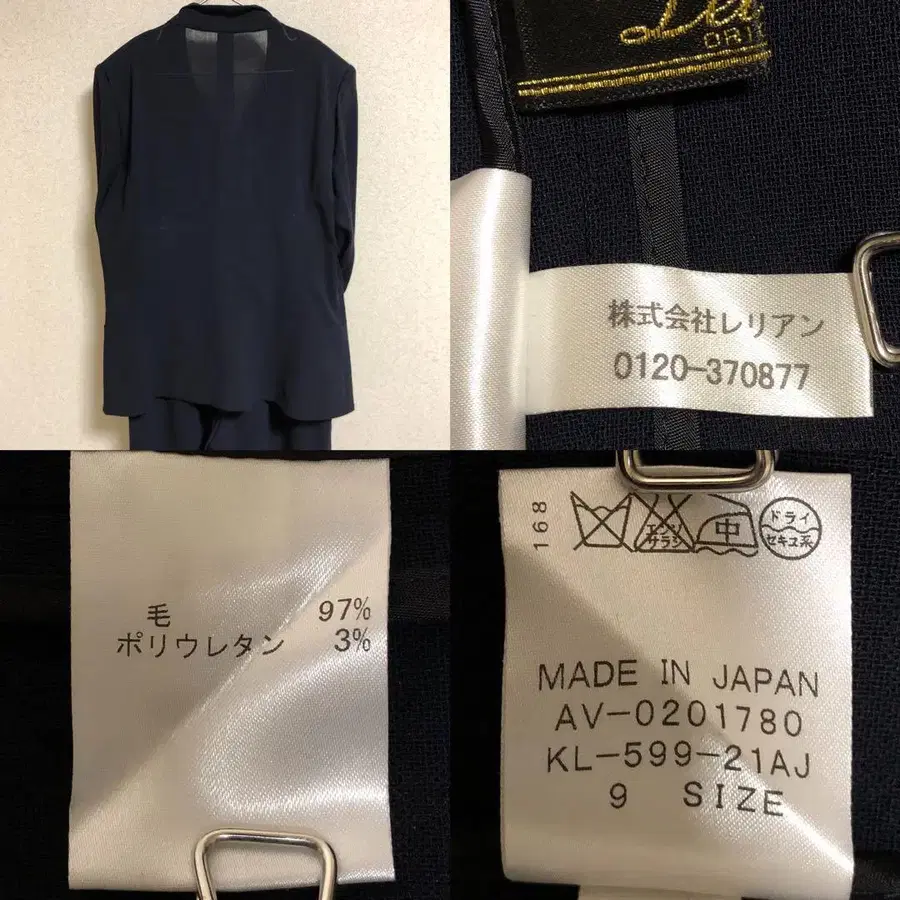 ORI
株式会社レリアン
0120-370877
毛 97%
ポリウレタン 3%
168
エンソ
サラシ
中
ドライ
セキユ系
MADE IN JAPAN
AV-0201780
KL-599-21AJ
9 SIZE